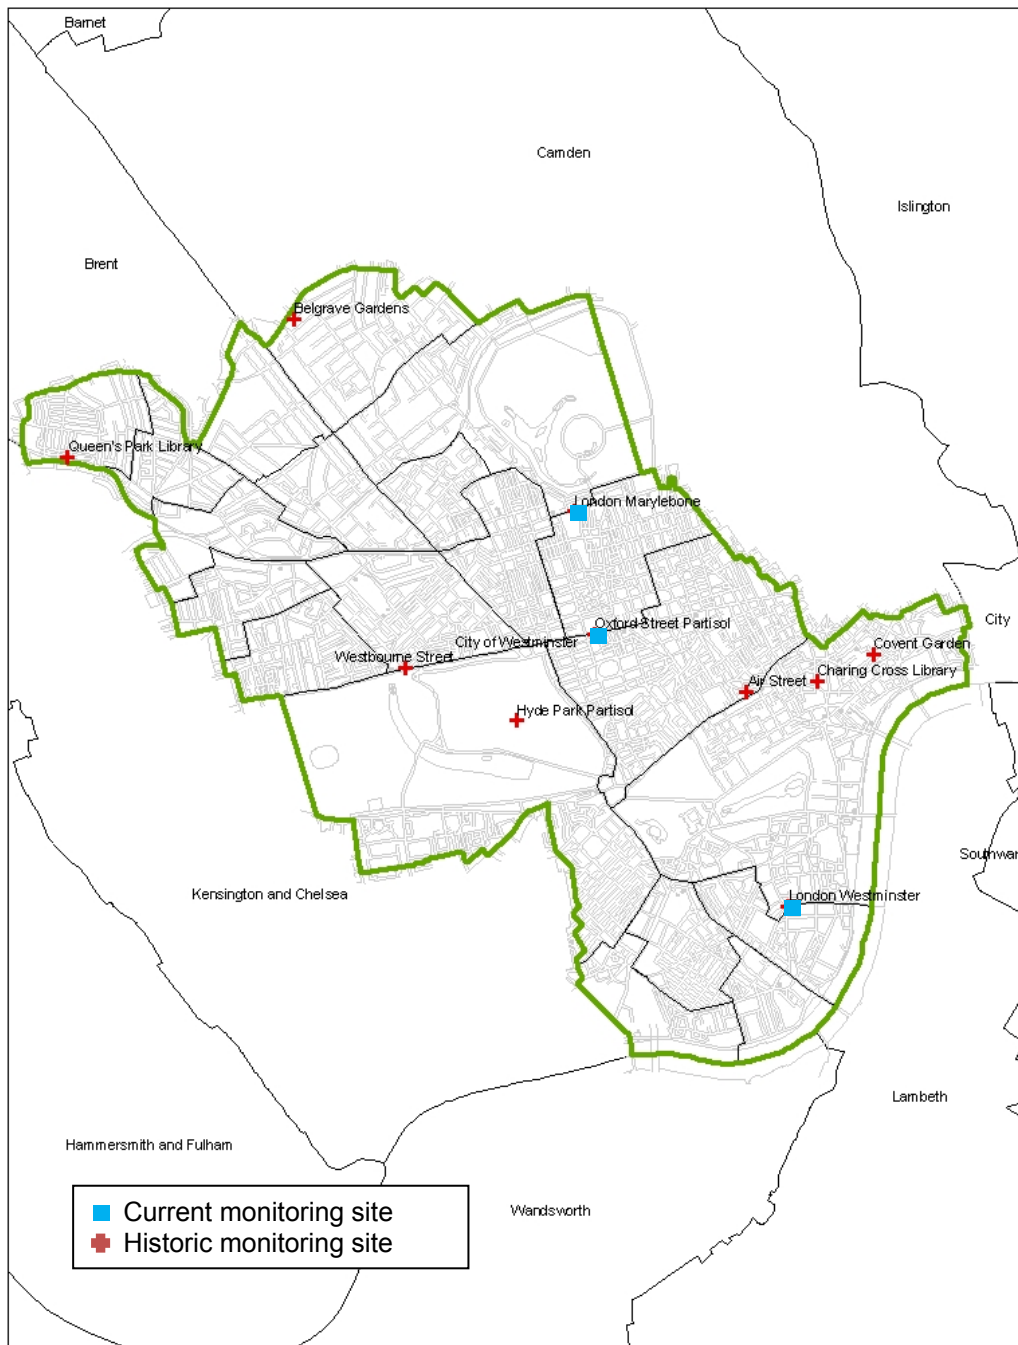 Barnet
Camden
Islington
Brent
Belgrave Gardens
Queen's Park Library
London Marylebone
Oxford Street Partisol
City
City of Westminster
Covent Garden
Westbourne Street
Charing Cross Library
Air Street
Hyde Park Partisol
Southwar
Kensington and Chelsea
London Westminster
Lambeth
Hammersmith and Fulham
Wandsworth
Current monitoring site
Historic monitoring site